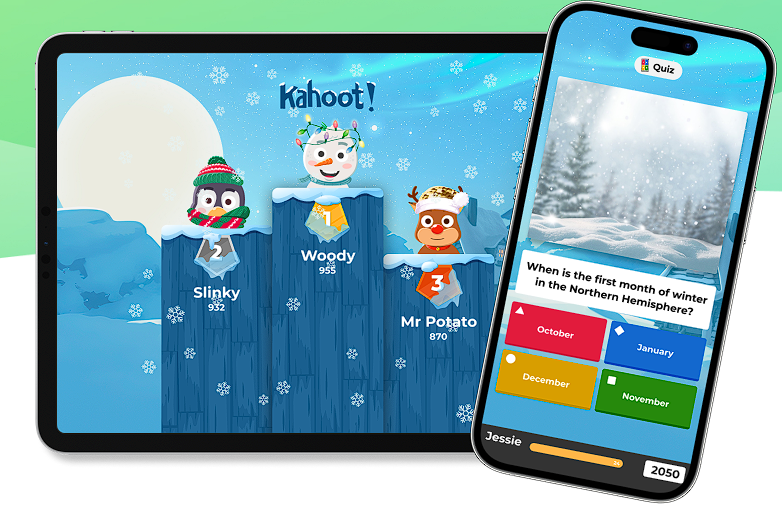 Kahoot!
1
Woody
955
2
Slinky
932
3
Mr Potato
870
Quiz
When is the first month of winter
in the Northern Hemisphere?
October
January
December
November
Jessie
2050